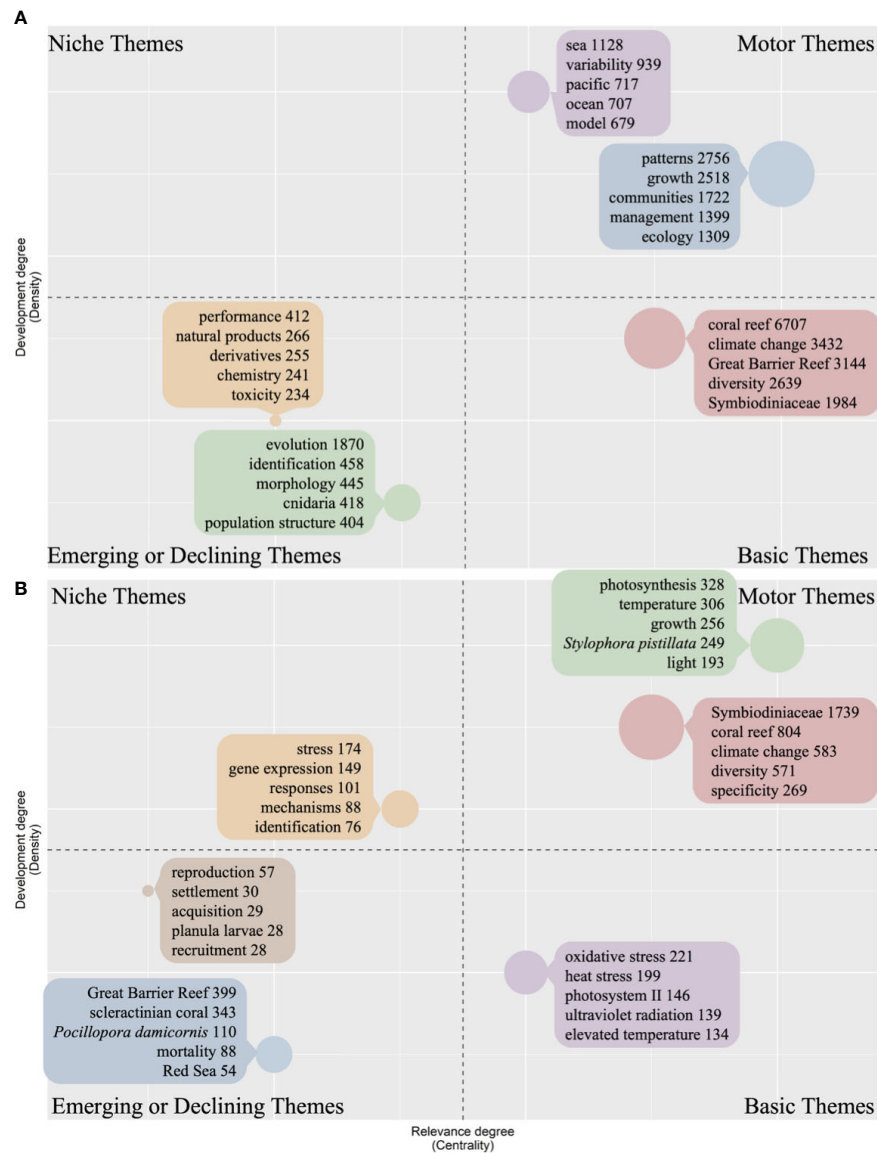 A
Niche Themes
Motor Themes
sea 1128
variability 939
pacific 717
ocean 707
model 679
patterns 2756
growth 2518
communities 1722
management 1399
ecology 1309
Development degree
(Density)
performance 412
natural products 266
derivatives 255
chemistry 241
toxicity 234
coral reef 6707
climate change 3432
Great Barrier Reef 3144
diversity 2639
Symbiodiniaceae 1984
evolution 1870
identification 458
morphology 445
cnidaria 418
population structure 404
Emerging or Declining Themes
Basic Themes
B
Niche Themes
Motor Themes
photosynthesis 328
temperature 306
growth 256
Stylophora pistillata 249
light 193
Symbiodiniaceae 1739
coral reef 804
climate change 583
diversity 571
specificity 269
stress 174
gene expression 149
responses 101
mechanisms 88
identification 76
Development degree
(Density)
reproduction 57
settlement 30
acquisition 29
planula larvae 28
recruitment 28
oxidative stress 221
heat stress 199
photosystem II 146
ultraviolet radiation 139
elevated temperature 134
Great Barrier Reef 399
scleractinian coral 343
Pocillopora damicornis 110
mortality 88
Red Sea 54
Emerging or Declining Themes
Basic Themes
Relevance degree
(Centrality)